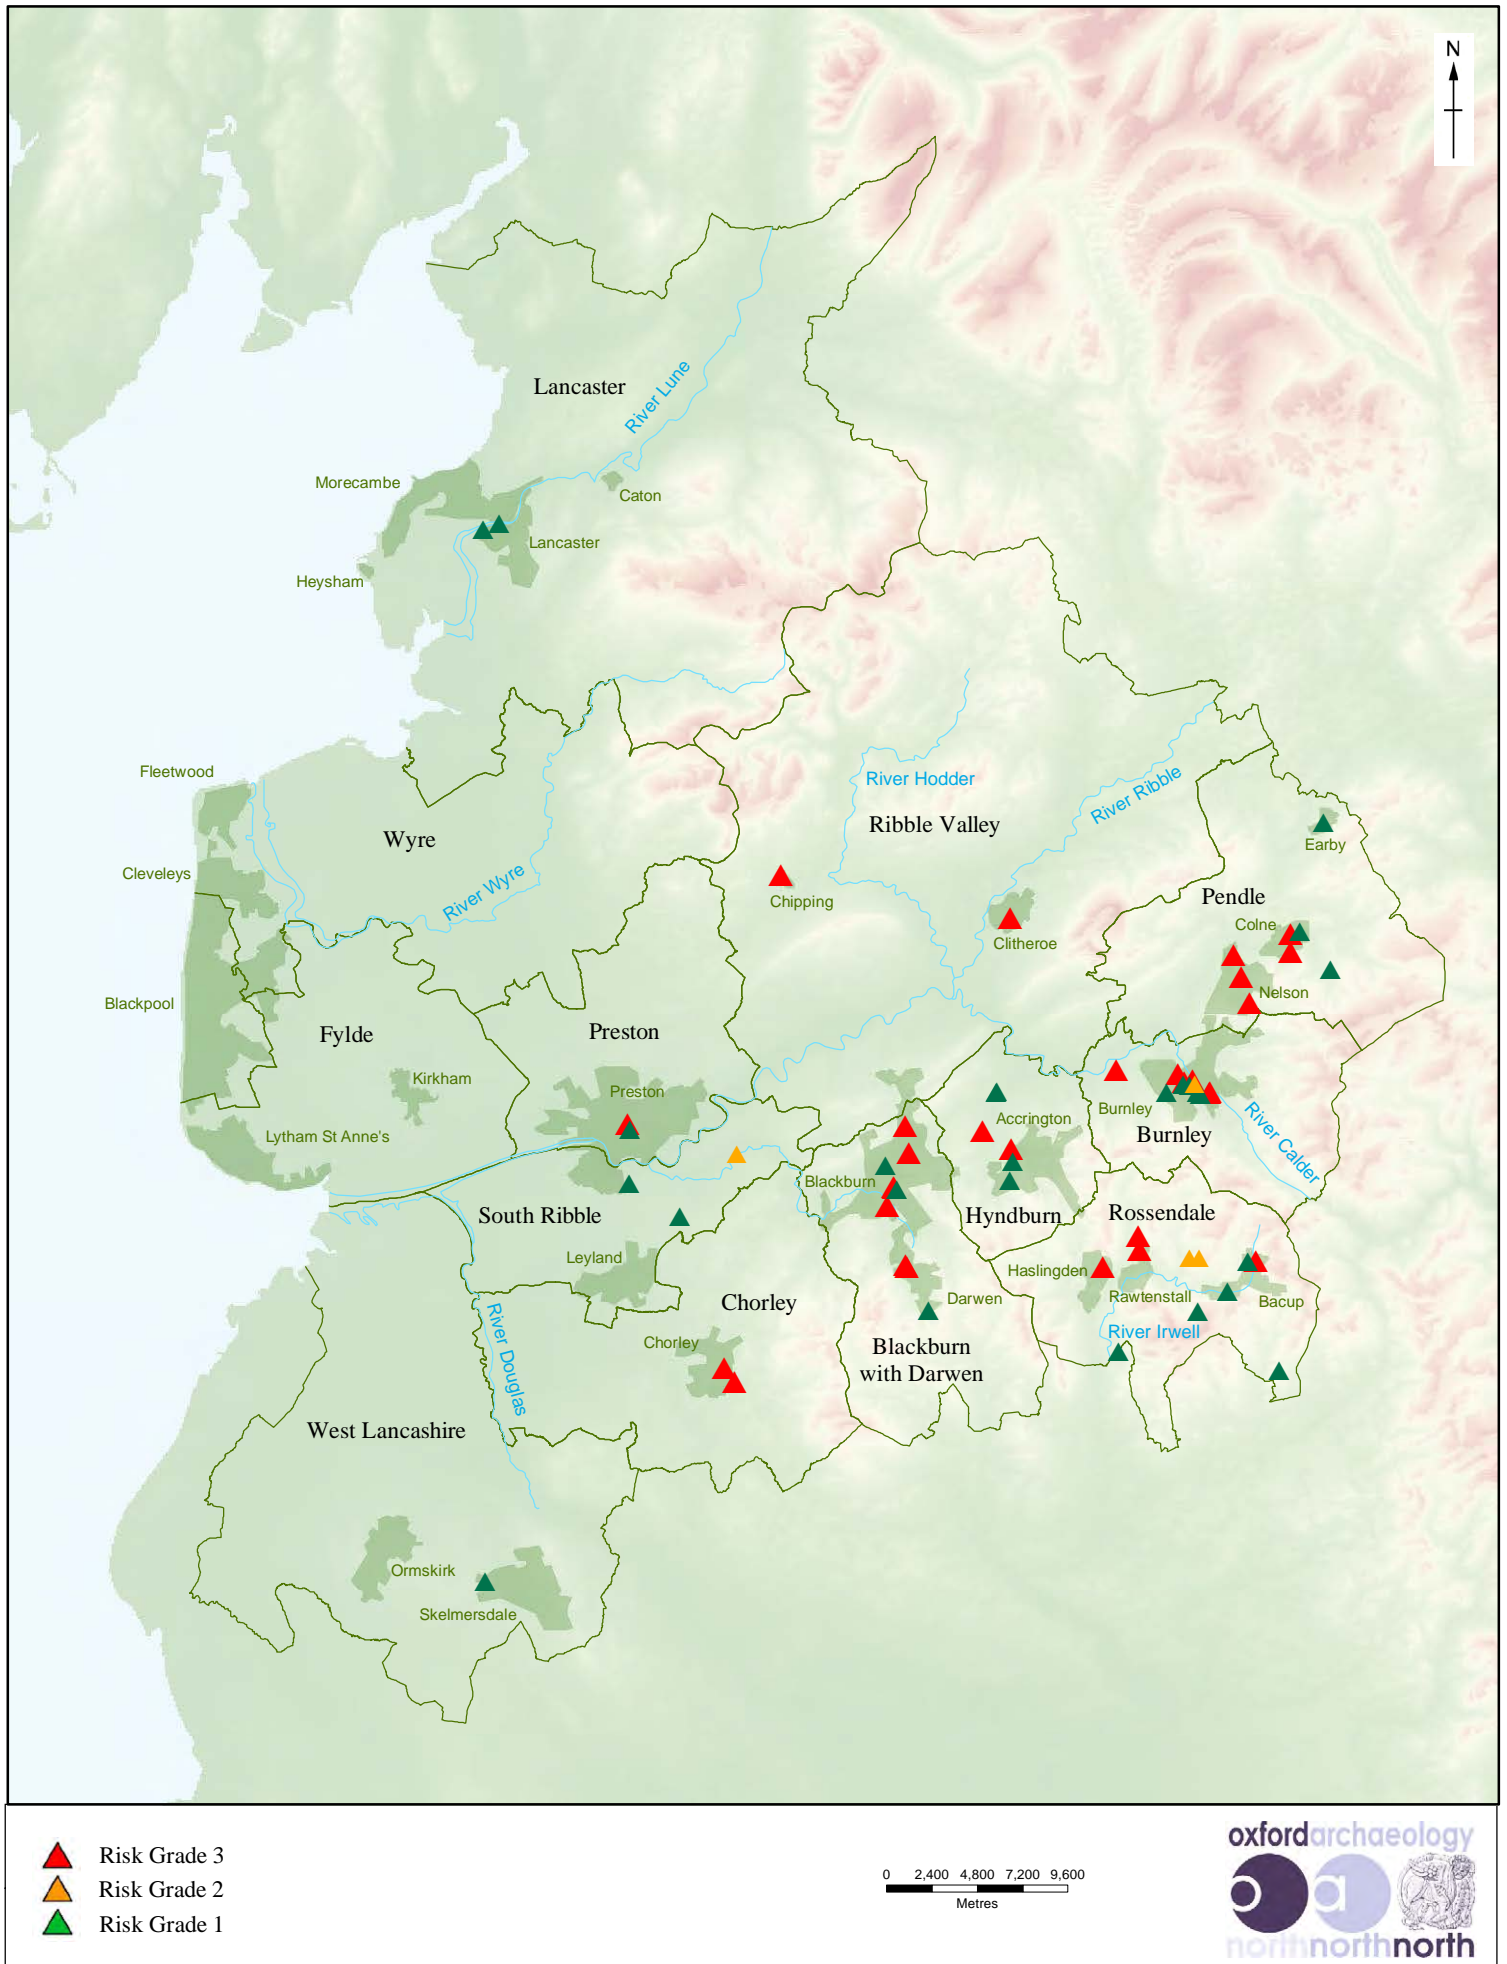 N
Lancaster
River Lune
Morecambe
Caton
Lancaster
Heysham
Fleetwood
River Hodder
River Ribble
Ribble Valley
Wyre
Earby
Cleveleys
River Wyre
Chipping
Pendle
Colne
Clitheroe
Nelson
Blackpool
Fylde
Preston
Kirkham
Preston
Burnley
Accrington
Lytham St Anne's
Burnley
River Calder
Blackburn
South Ribble
Hyndburn
Rossendale
Leyland
Haslingden
Rawtenstall
Bacup
Chorley
Darwen
River Douglas
River Irwell
Chorley
Blackburn
with Darwen
West Lancashire
Ormskirk
Skelmersdale
Risk Grade 3
Risk Grade 2
Risk Grade 1
0 2,400 4,800 7,200 9,600
Metres
oxfordarchaeology
oa
northnorthnorth